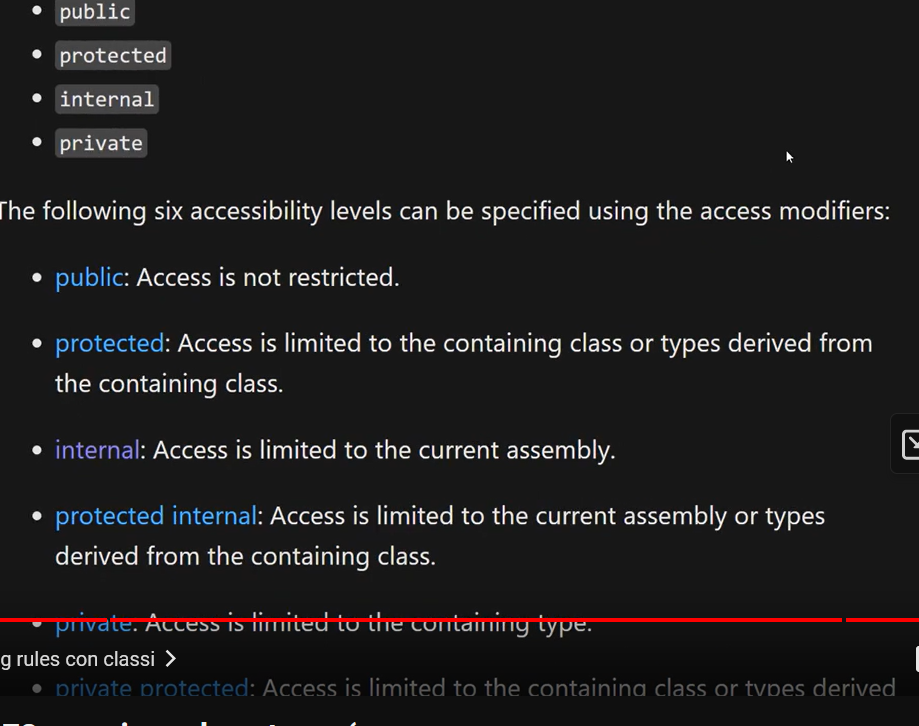 public
protected
internal
private
The following six accessibility levels can be specified using the access modifiers:
public: Access is not restricted.
protected: Access is limited to the containing class or types derived from
the containing class.
internal: Access is limited to the current assembly.
protected internal: Access is limited to the current assembly or types
derived from the containing class.
private: Access is limited to the containing type.
g rules con classi
private protected: Access is limited to the containing class or types derived